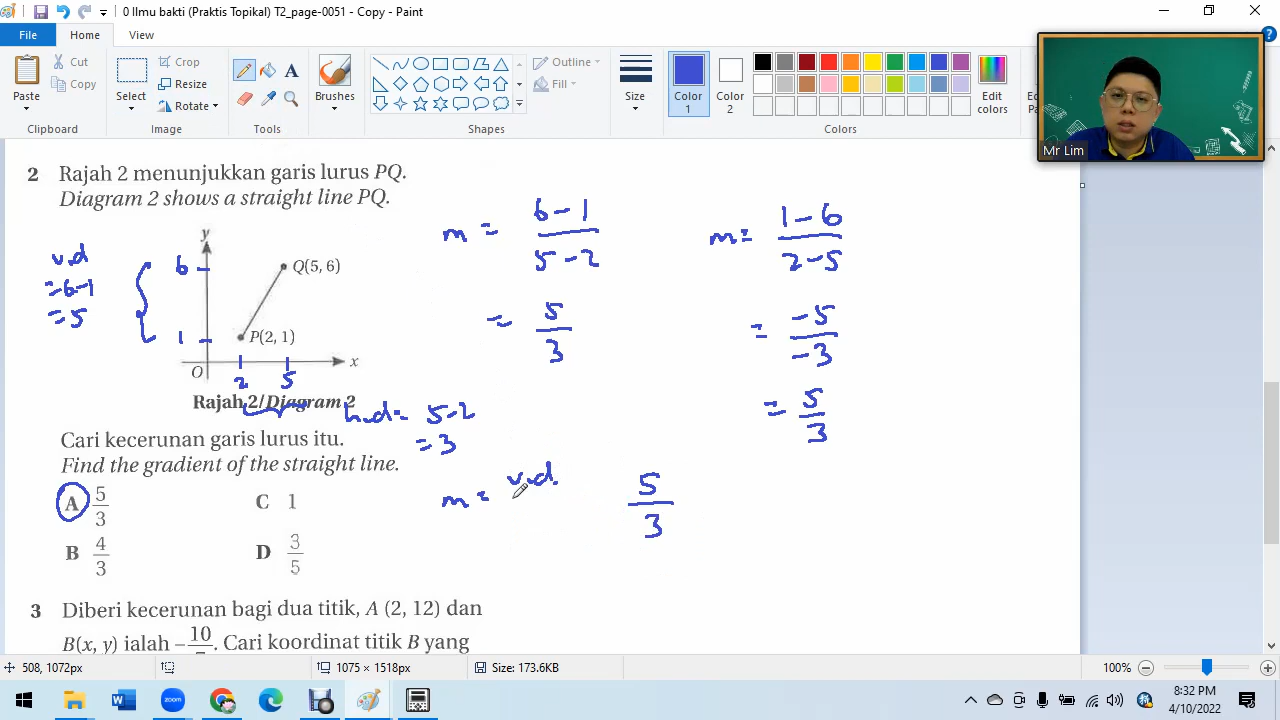 0 Ilmu bakti (Praktis Topikal) T2_page-0051 - Copy - Paint
File Home View
Paste Cut Copy Clipboard
Select Crop Resize Rotate Image
Tools
Brushes
Outline Fill Shapes
Size
Color 1 Color 2 Edit colors Colors
Mr Lim
2 Rajah 2 menunjukkan garis lurus PQ.
Diagram 2 shows a straight line PQ.
y
6
Q(5, 6)
1
P(2, 1)
O
x
2 5
Rajah 2/Diagram 2
v.d
= 6-1
= 5
h.d = 5-2
= 3
m = 6-1 / 5-2
= 5/3
m = 1-6 / 2-5
= -5/-3
= 5/3
m = v.d. 5/3
Cari kecerunan garis lurus itu.
Find the gradient of the straight line.
A 5/3 C 1
B 4/3 D 3/5
3 Diberi kecerunan bagi dua titik, A (2, 12) dan
B(x, y) ialah −10. Cari koordinat titik B yang
508, 1072px
1075 × 1518px
Size: 173.6KB
100%
W zoom
8:32 PM
4/10/2022